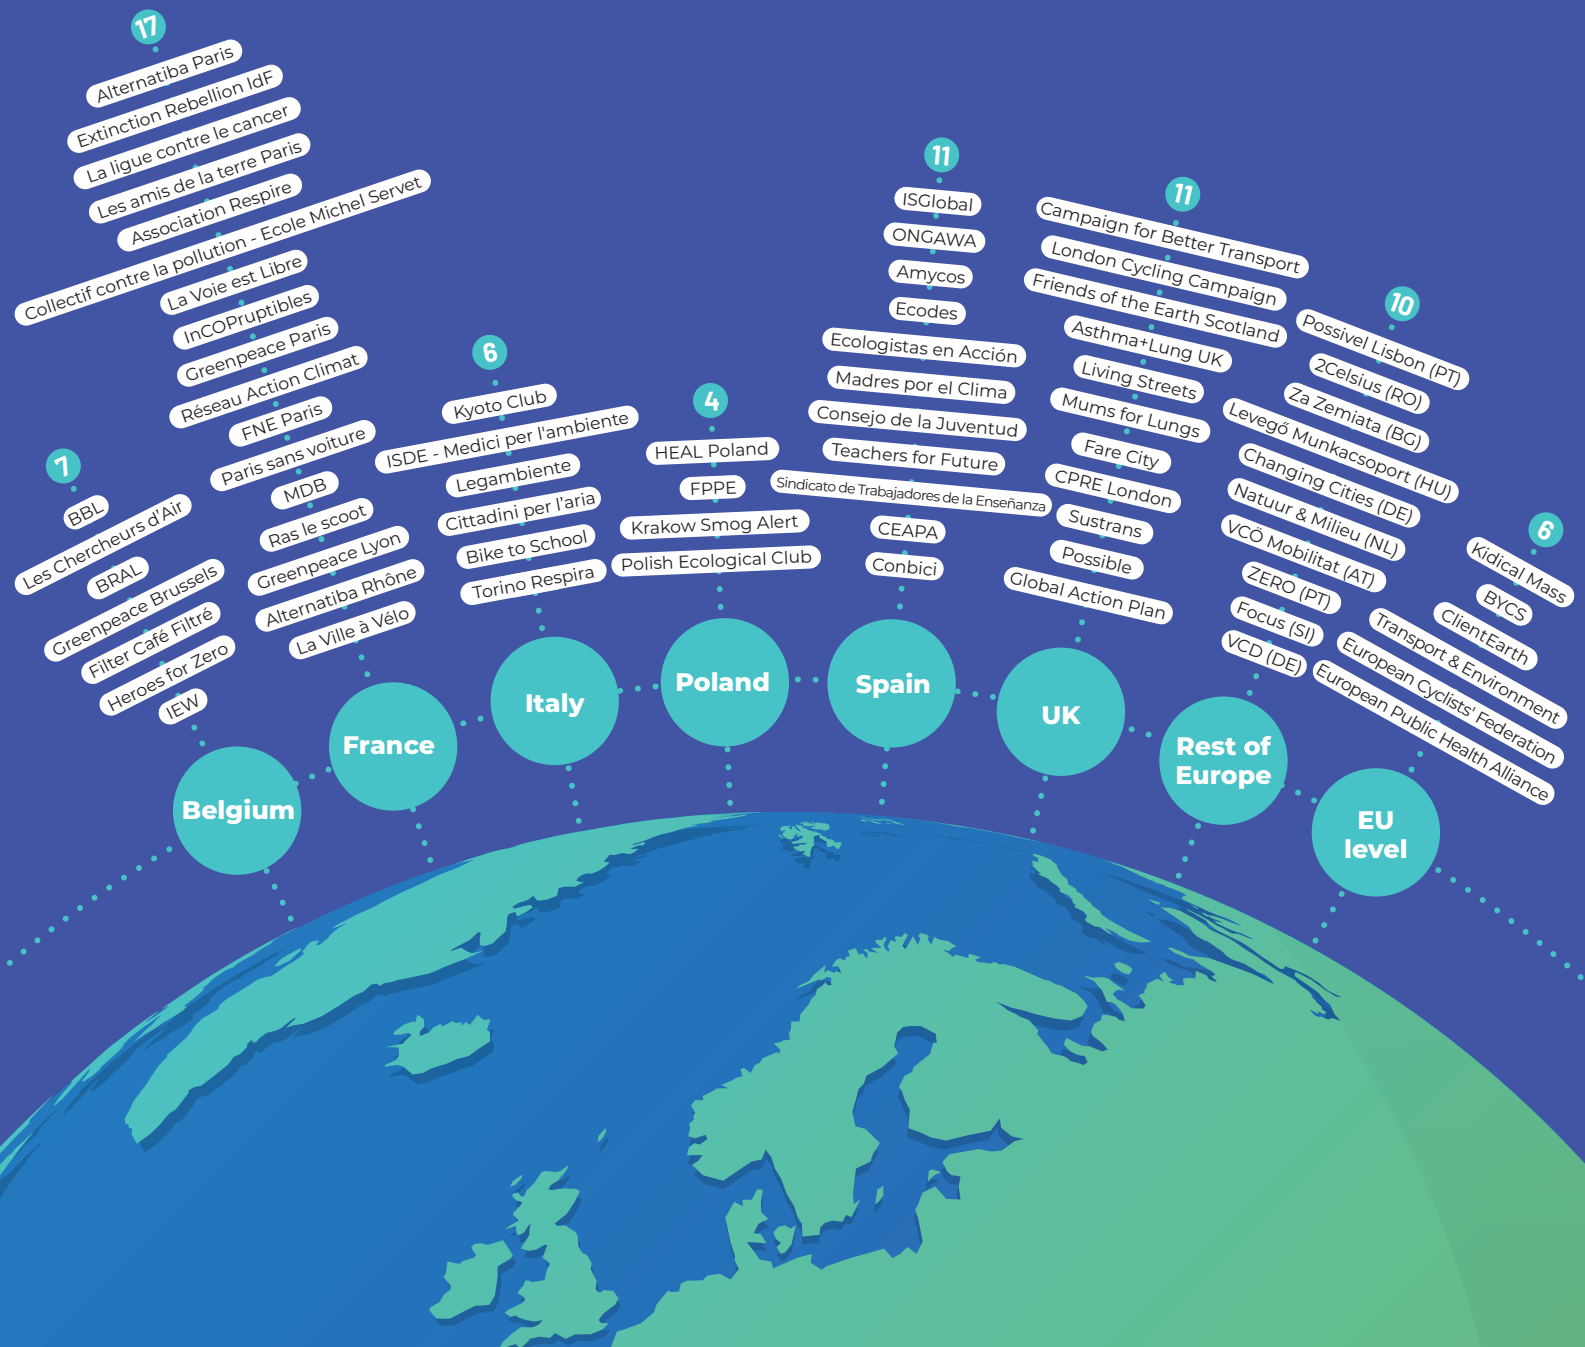 7
BBL
Les Chercheurs d'Air
BRAL
Greenpeace Brussels
Filter Café Filtré
Heroes for Zero
IEW
Belgium
17
Alternatiba Paris
Extinction Rebellion IdF
La ligue contre le cancer
Les amis de la terre Paris
Association Respire
Collectif contre la pollution - Ecole Michel Servet
La Voie est Libre
InCOPruptibles
Greenpeace Paris
Réseau Action Climat
FNE Paris
Paris sans voiture
MDB
Ras le scoot
Greenpeace Lyon
Alternatiba Rhône
La Ville à Vélo
France
6
Kyoto Club
ISDE - Medici per l'ambiente
Legambiente
Cittadini per l'aria
Bike to School
Torino Respira
Italy
4
HEAL Poland
FPPE
Krakow Smog Alert
Polish Ecological Club
Poland
11
ISGlobal
ONGAWA
Amycos
Ecodes
Ecologistas en Acción
Madres por el Clima
Consejo de la Juventud
Teachers for Future
Sindicato de Trabajadores de la Enseñanza
CEAPA
Conbici
Spain
11
Campaign for Better Transport
London Cycling Campaign
Friends of the Earth Scotland
Asthma+Lung UK
Living Streets
Mums for Lungs
Fare City
CPRE London
Sustrans
Possible
Global Action Plan
UK
10
Possivel Lisbon (PT)
2Celsius (RO)
Za Zemiata (BG)
Levegő Munkacsoport (HU)
Changing Cities (DE)
Natuur & Milieu (NL)
VCÖ Mobilitat (AT)
ZERO (PT)
Focus (SI)
VCD (DE)
Rest of
Europe
6
Kidical Mass
BYCS
ClientEarth
Transport & Environment
European Cyclists' Federation
European Public Health Alliance
EU
level